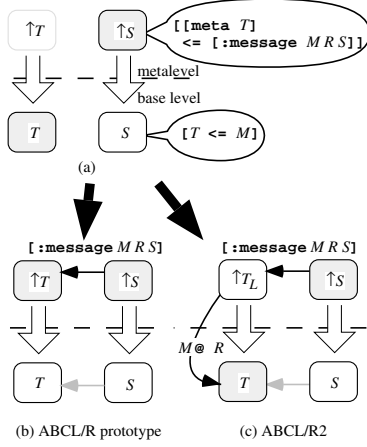 ↑T
↑S
[[meta T]
<= [:message M R S]]
metalevel
base level
T
S
[T <= M]
(a)
[:message M R S]
[:message M R S]
↑T
↑S
↑T_L
↑S
M @ R
T
S
T
S
(b) ABCL/R prototype
(c) ABCL/R2